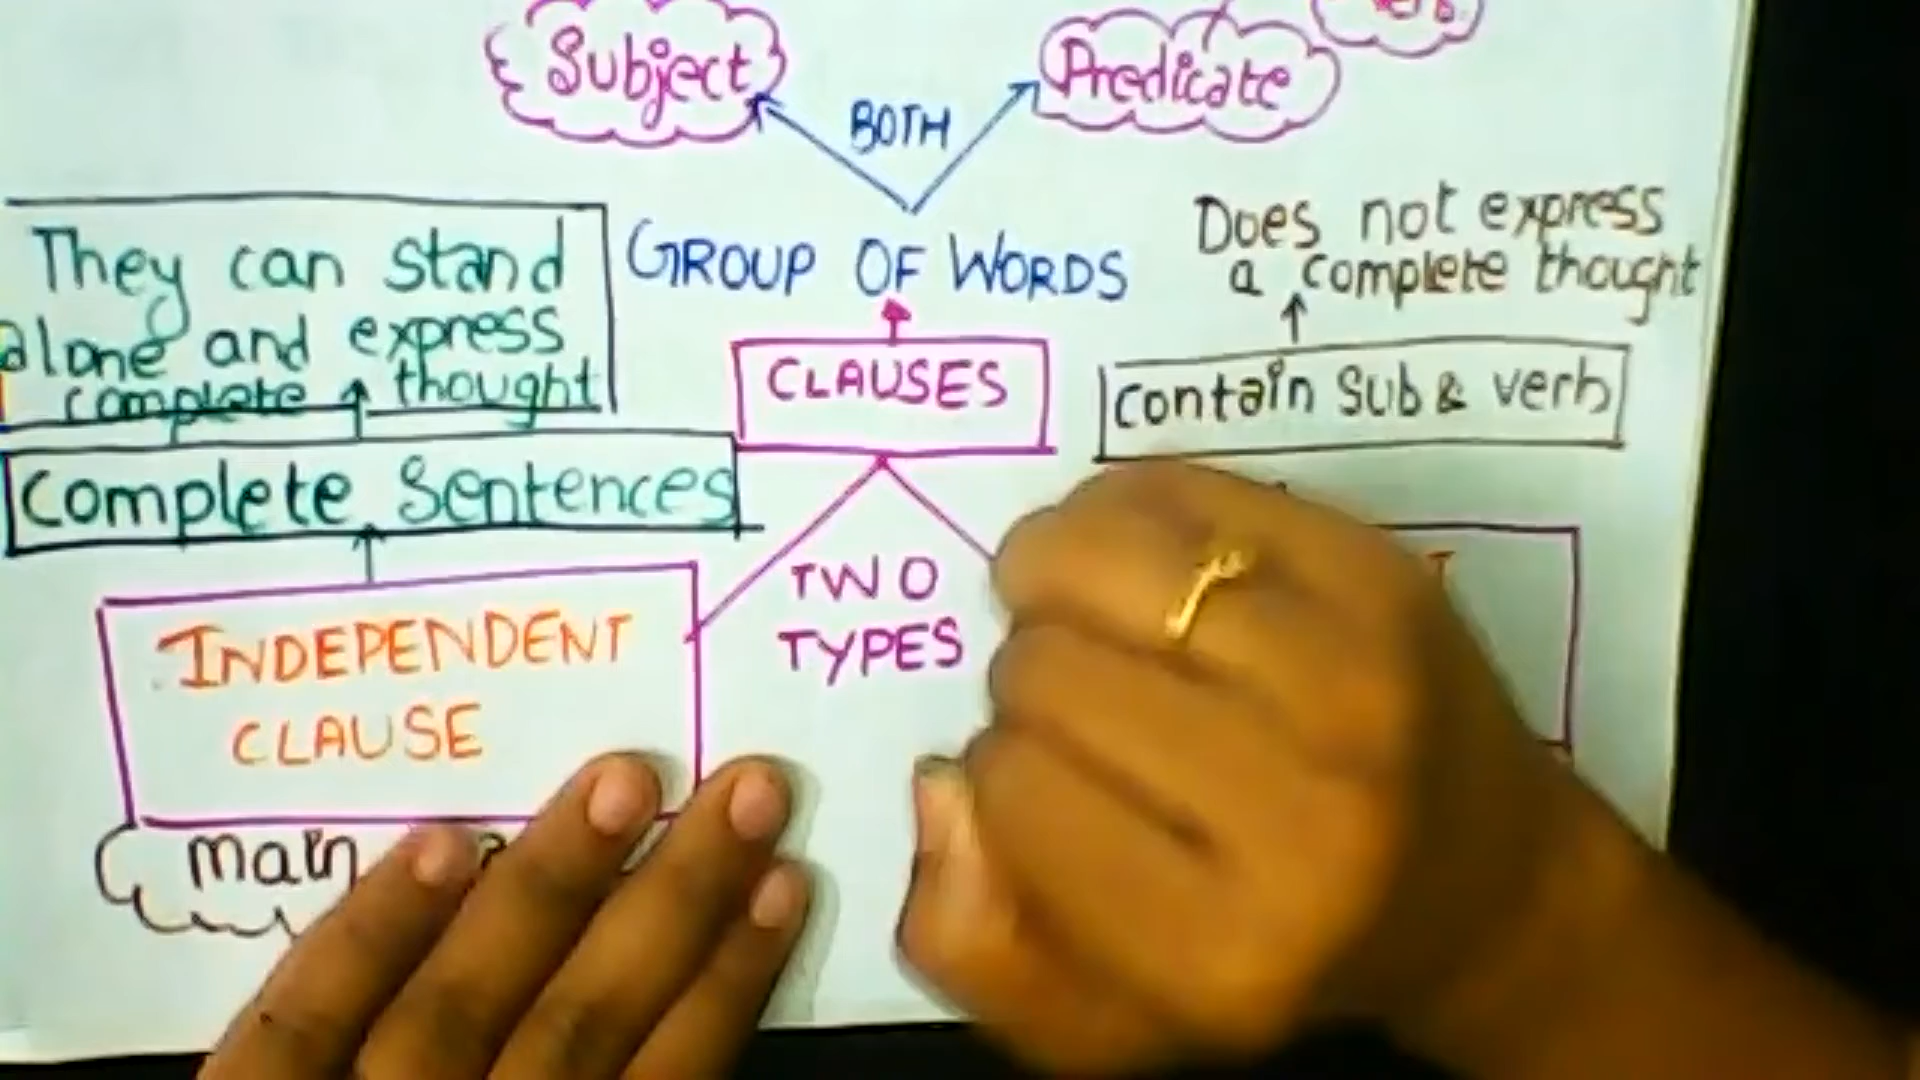 Subject
Predicate
BOTH
They can stand
alone and express
complete thought
GROUP OF WORDS
Does not express
a complete thought
CLAUSES
Contain Sub & verb
Complete Sentences
TWO
TYPES
INDEPENDENT
CLAUSE
main